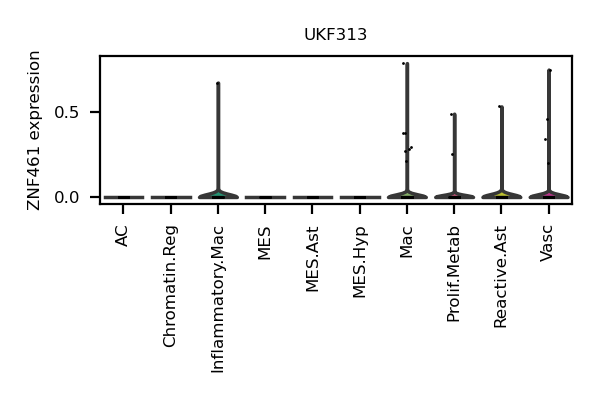 UKF313
ZNF461 expression
0.5
0.0
AC
Chromatin.Reg
Inflammatory.Mac
MES
MES.Ast
MES.Hyp
Mac
Prolif.Metab
Reactive.Ast
Vasc